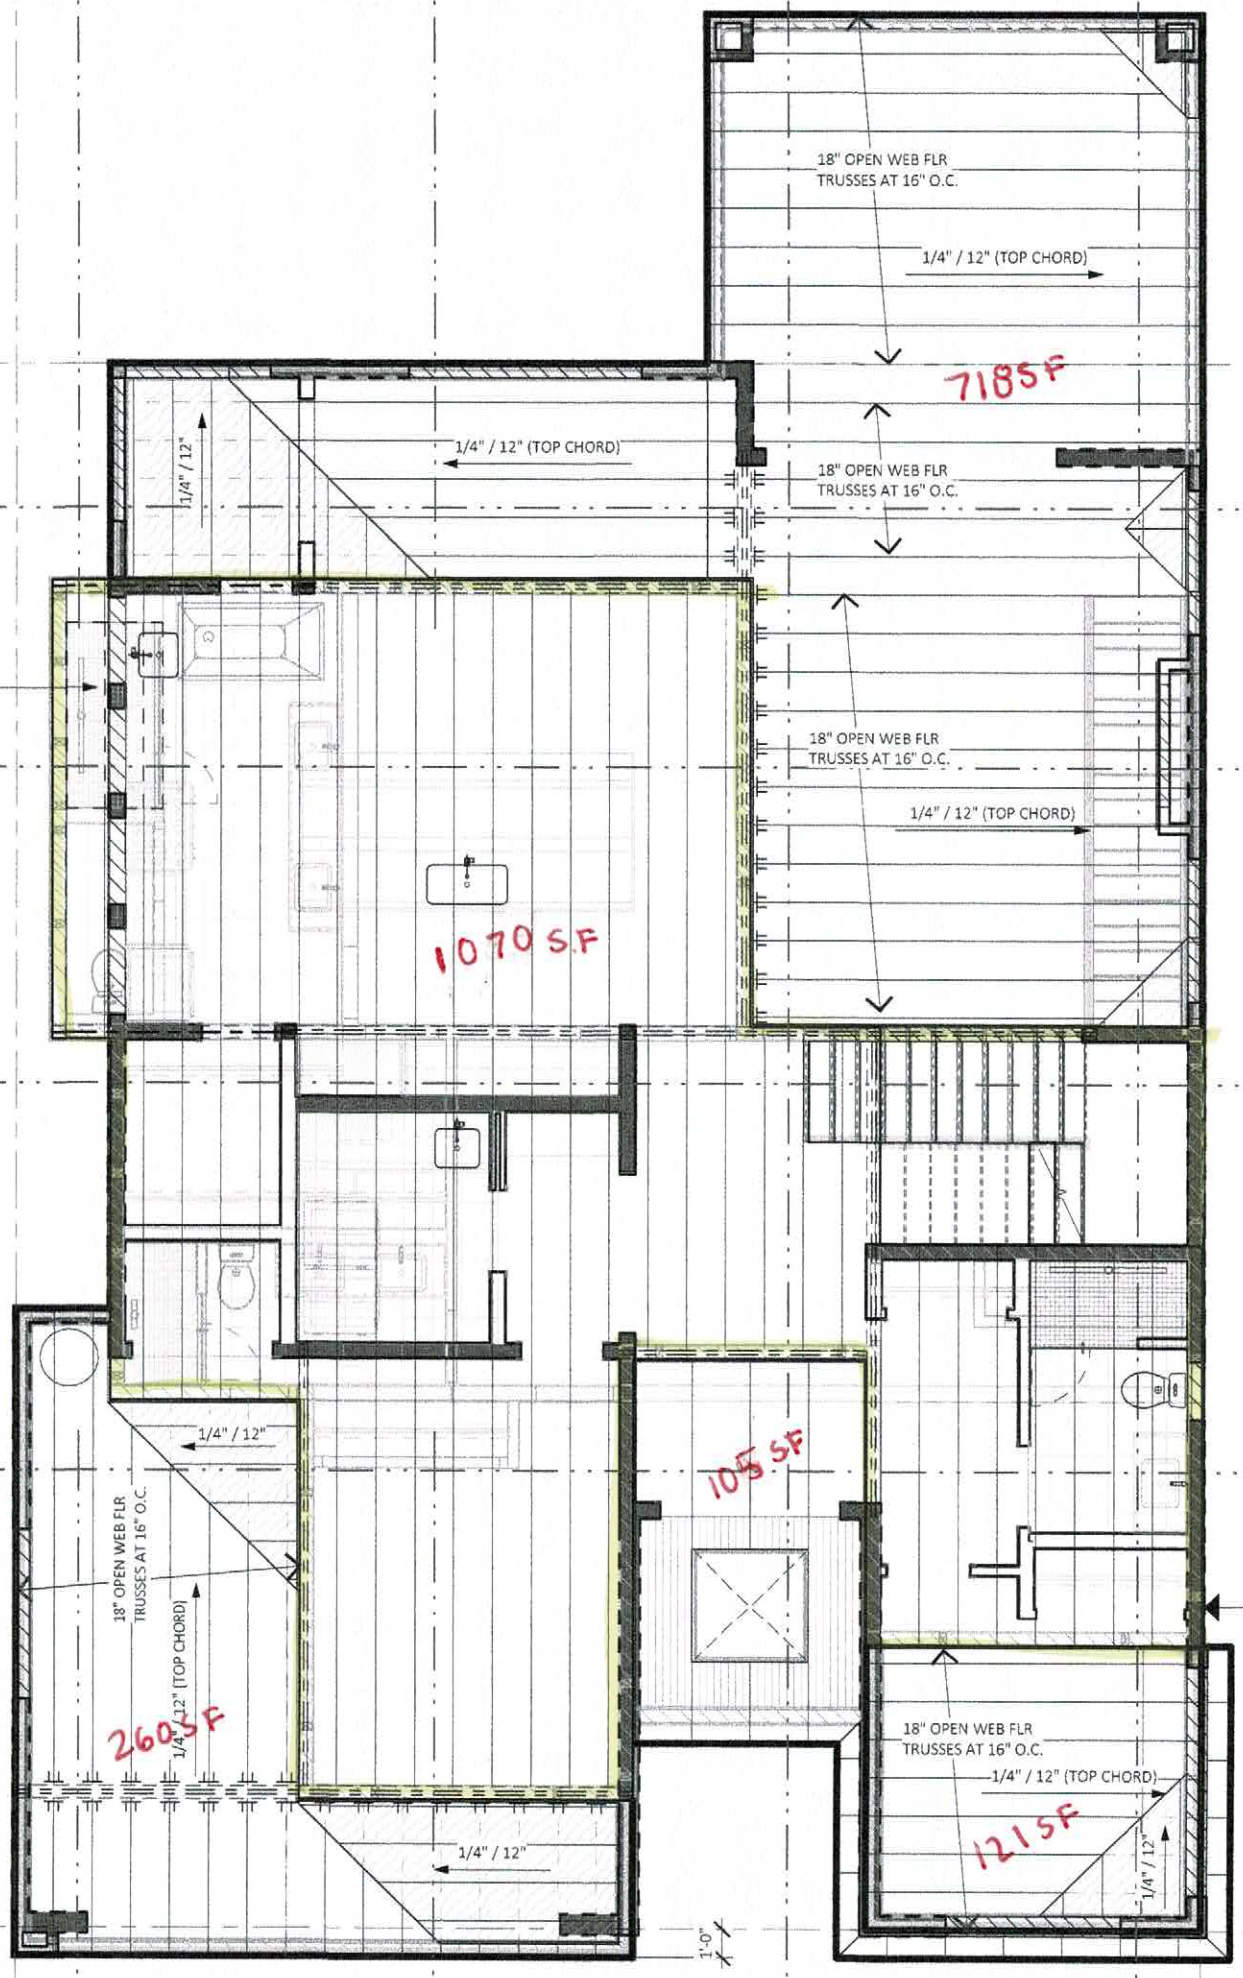 18" OPEN WEB FLR
TRUSSES AT 16" O.C.
1/4" / 12" (TOP CHORD)
718SF
1/4" / 12"
1/4" / 12" (TOP CHORD)
18" OPEN WEB FLR
TRUSSES AT 16" O.C.
18" OPEN WEB FLR
TRUSSES AT 16" O.C.
1/4" / 12" (TOP CHORD)
1070 S.F
1/4" / 12"
105 SF
18" OPEN WEB FLR
TRUSSES AT 16" O.C.
1/4" / 12" (TOP CHORD)
260SF
18" OPEN WEB FLR
TRUSSES AT 16" O.C.
1/4" / 12" (TOP CHORD)
121SF
1/4" / 12"
1/4" / 12"
1'-0"